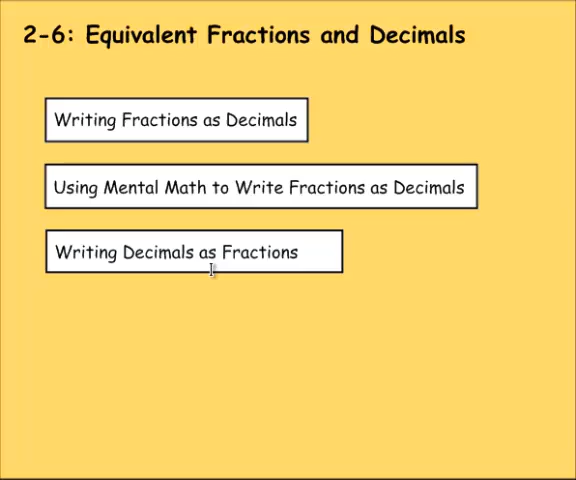 2-6: Equivalent Fractions and Decimals
Writing Fractions as Decimals
Using Mental Math to Write Fractions as Decimals
Writing Decimals as Fractions